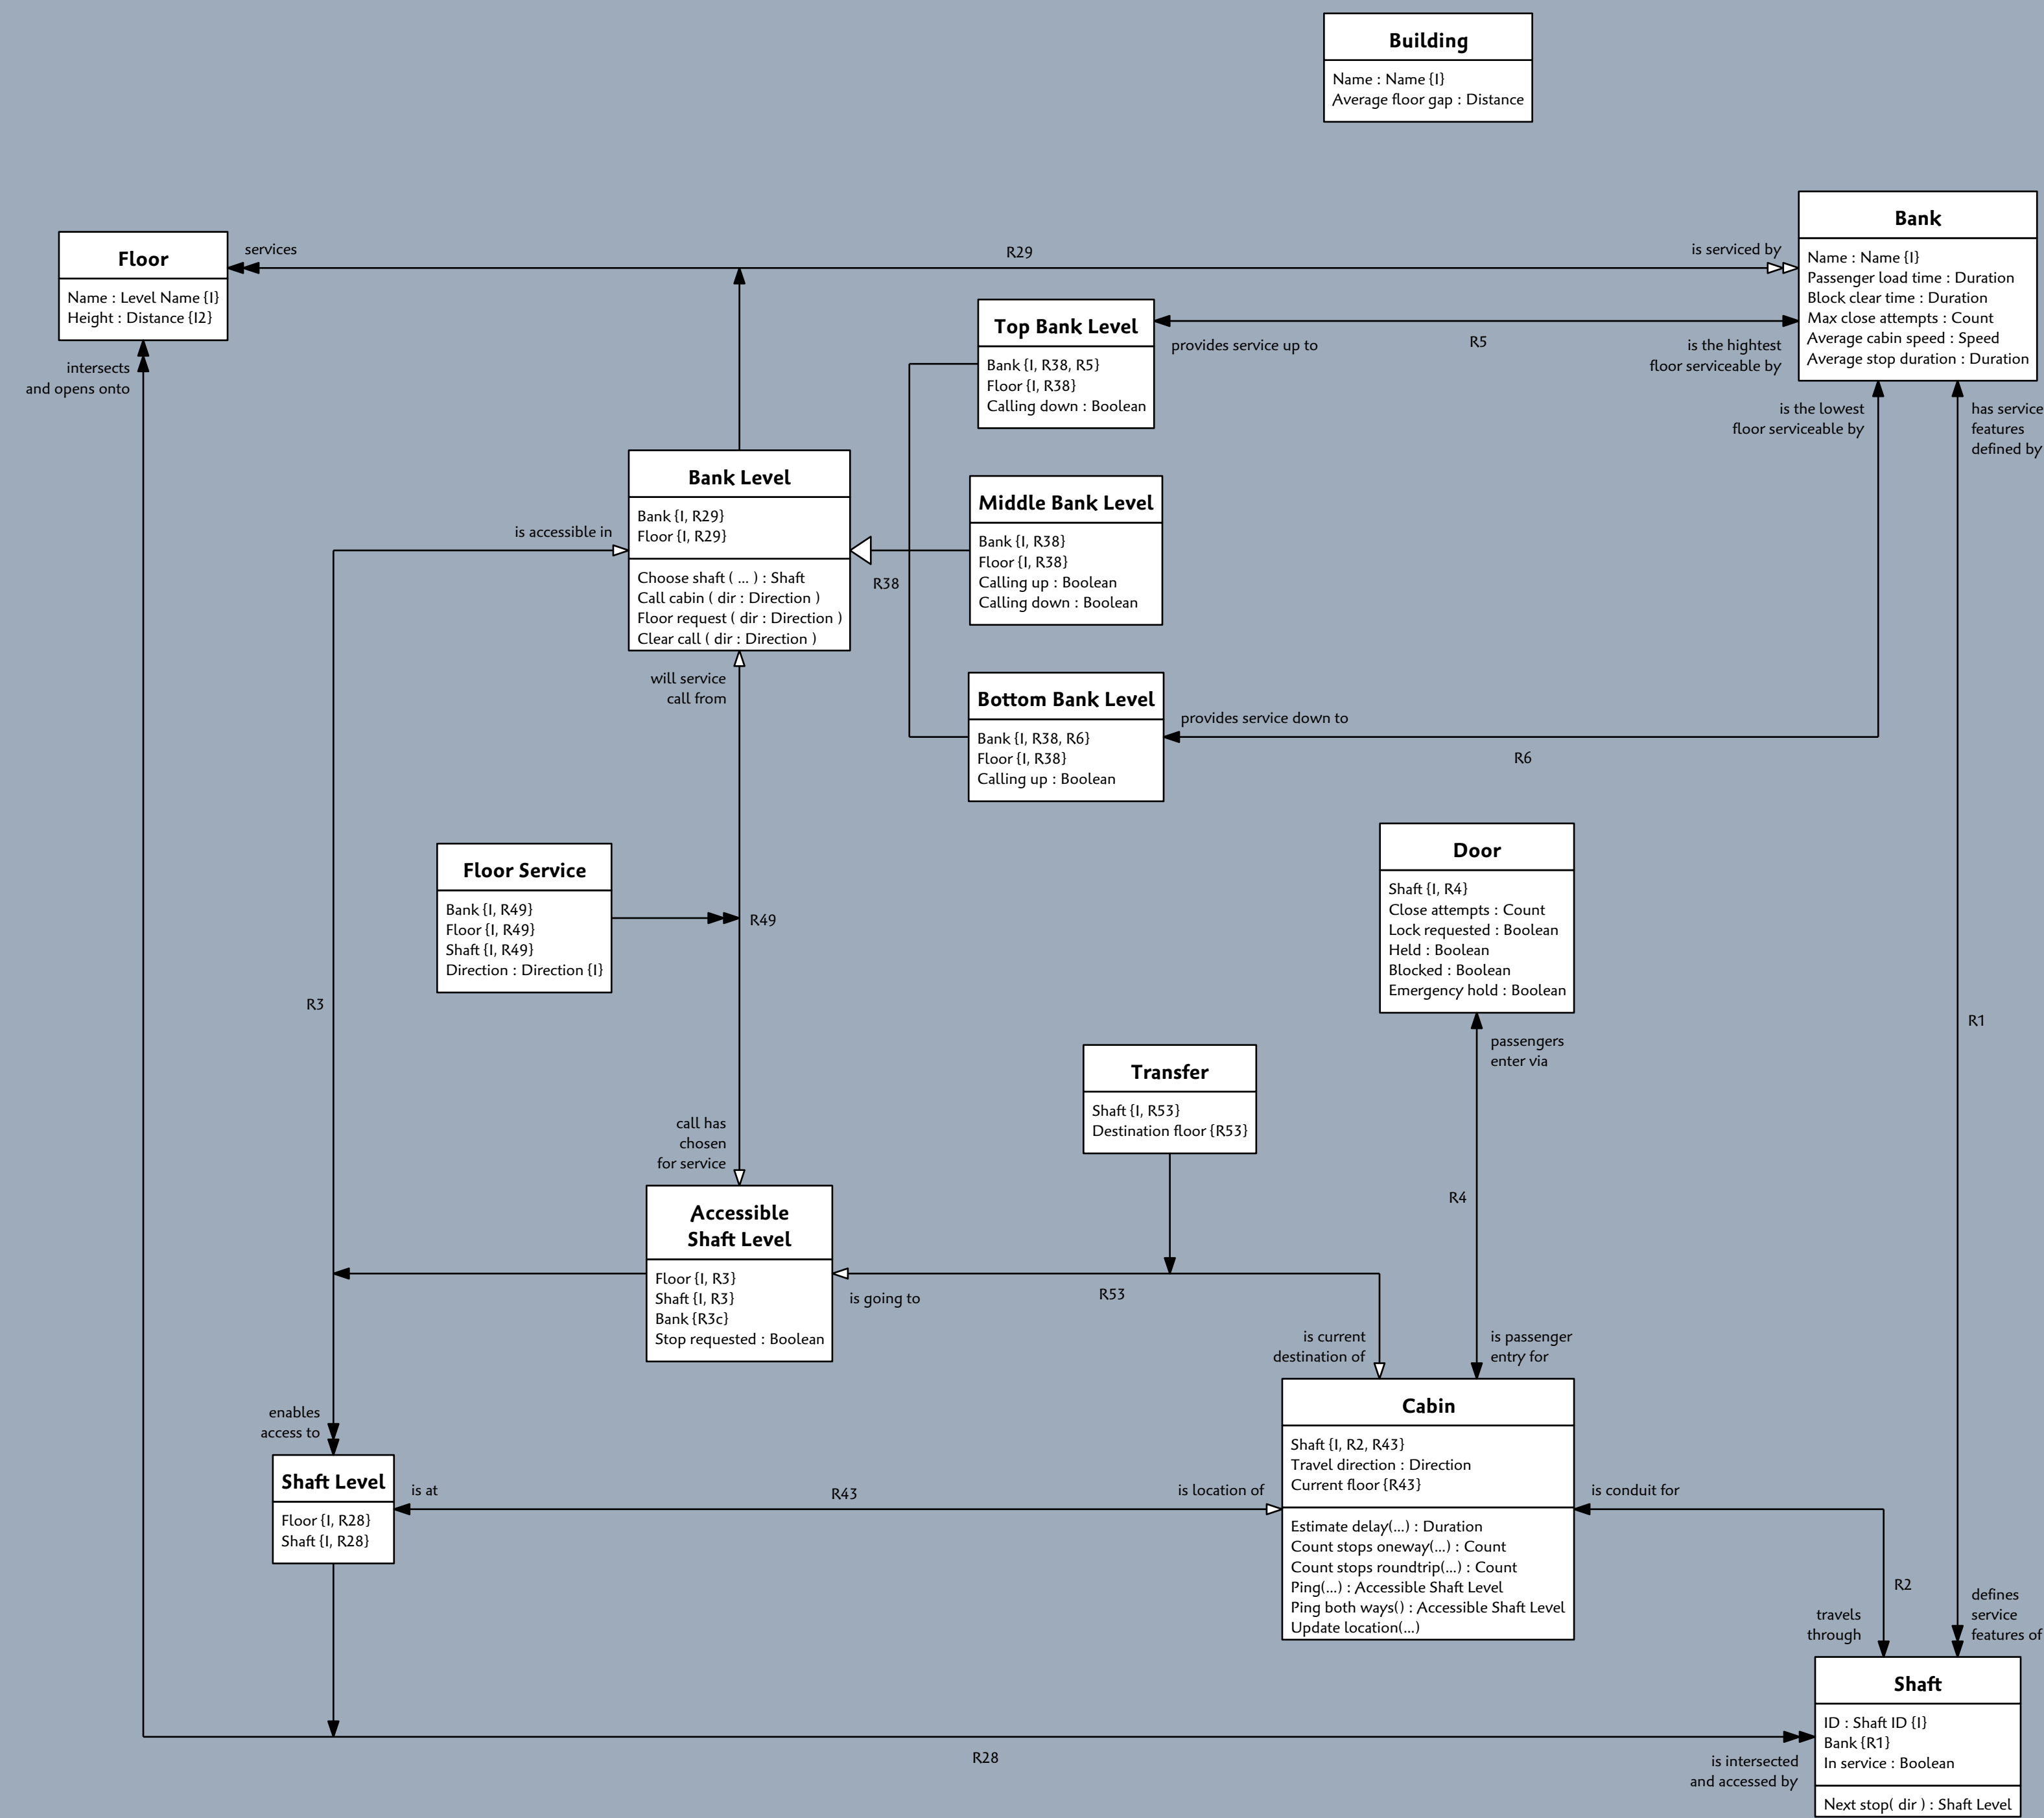 Building
Name : Name {I}
Average floor gap : Distance
Bank
Name : Name {I}
Passenger load time : Duration
Block clear time : Duration
Max close attempts : Count
Average cabin speed : Speed
Average stop duration : Duration
Floor
Name : Level Name {I}
Height : Distance {I2}
services
R29
is serviced by
intersects
and opens onto
Top Bank Level
Bank {I, R38, R5}
Floor {I, R38}
Calling down : Boolean
provides service up to
R5
is the highest
floor serviceable by
is the lowest
floor serviceable by
has service
features
defined by
Bank Level
Bank {I, R29}
Floor {I, R29}
Choose shaft ( ... ) : Shaft
Call cabin ( dir : Direction )
Floor request ( dir : Direction )
Clear call ( dir : Direction )
is accessible in
R38
Middle Bank Level
Bank {I, R38}
Floor {I, R38}
Calling up : Boolean
Calling down : Boolean
will service
call from
Bottom Bank Level
Bank {I, R38, R6}
Floor {I, R38}
Calling up : Boolean
provides service down to
R6
Floor Service
Bank {I, R49}
Floor {I, R49}
Shaft {I, R49}
Direction : Direction {I}
R49
Door
Shaft {I, R4}
Close attempts : Count
Lock requested : Boolean
Held : Boolean
Blocked : Boolean
Emergency hold : Boolean
R3
R1
passengers
enter via
Transfer
Shaft {I, R53}
Destination floor {R53}
call has
chosen
for service
R4
Accessible
Shaft Level
Floor {I, R3}
Shaft {I, R3}
Bank {R3c}
Stop requested : Boolean
is going to
R53
is current
destination of
is passenger
entry for
Cabin
Shaft {I, R2, R43}
Travel direction : Direction
Current floor {R43}
Estimate delay(...) : Duration
Count stops oneway(...) : Count
Count stops roundtrip(...) : Count
Ping(...) : Accessible Shaft Level
Ping both ways() : Accessible Shaft Level
Update location(...)
enables
access to
Shaft Level
Floor {I, R28}
Shaft {I, R28}
is at
R43
is location of
is conduit for
R2
travels
through
defines
service
features of
Shaft
ID : Shaft ID {I}
Bank {R1}
In service : Boolean
Next stop( dir ) : Shaft Level
R28
is intersected
and accessed by